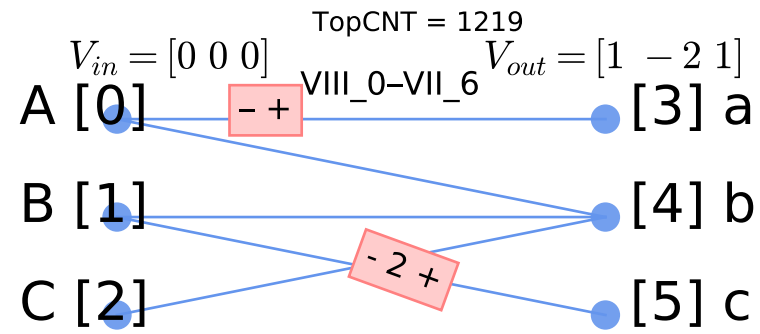 TopCNT = 1219
V_in = [0 0 0]
V_out = [1 −2 1]
VIII_0–VII_6
A [0]
– +
[3] a
B [1]
[4] b
- 2 +
C [2]
[5] c